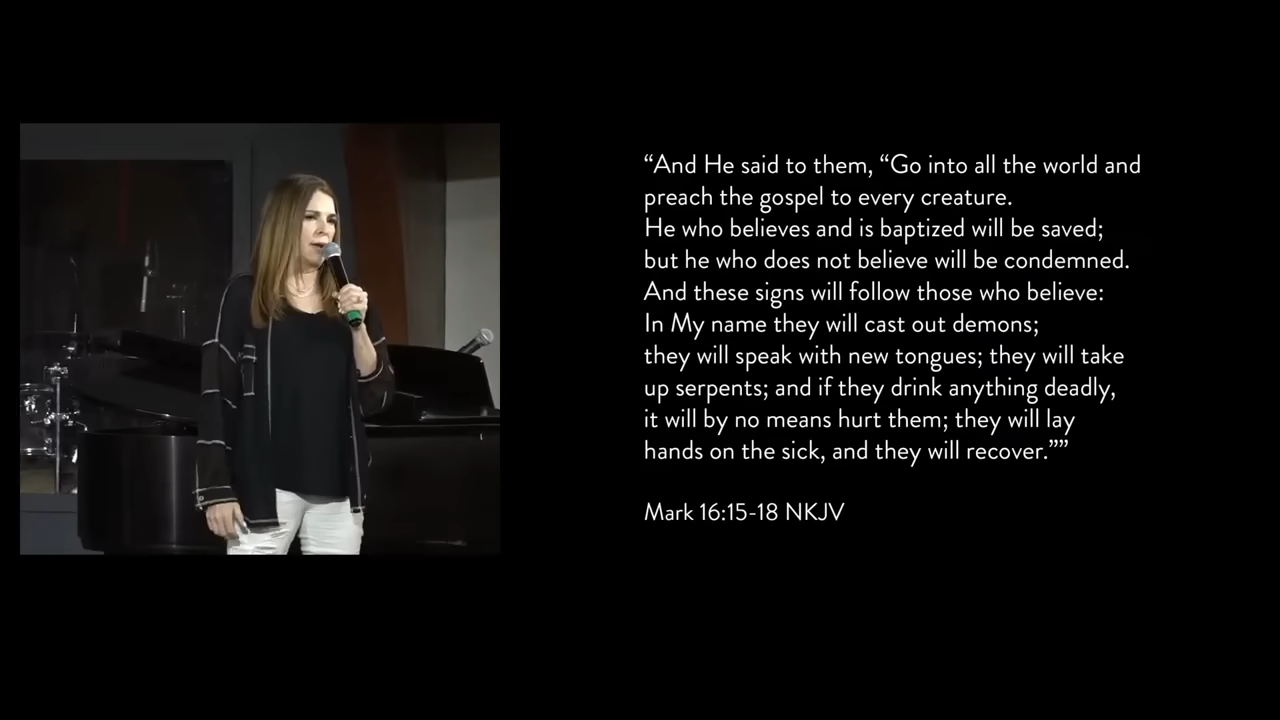 “And He said to them, “Go into all the world and
preach the gospel to every creature.
He who believes and is baptized will be saved;
but he who does not believe will be condemned.
And these signs will follow those who believe:
In My name they will cast out demons;
they will speak with new tongues; they will take
up serpents; and if they drink anything deadly,
it will by no means hurt them; they will lay
hands on the sick, and they will recover.””
Mark 16:15-18 NKJV